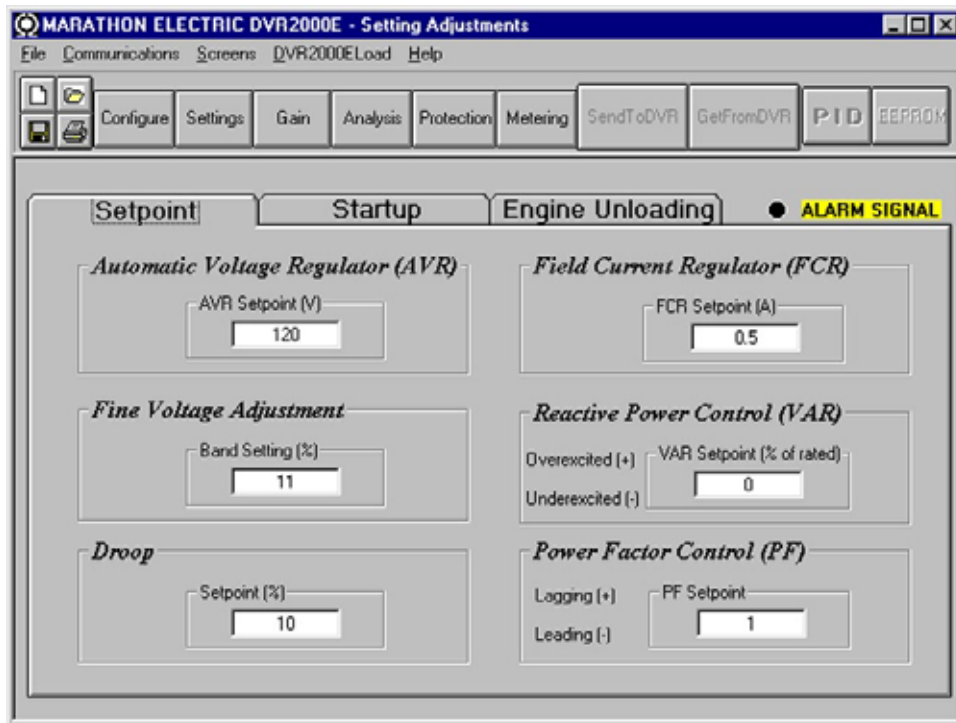 MARATHON ELECTRIC DVR2000E - Setting Adjustments
File Communications Screens DVR2000ELoad Help
Configure Settings Gain Analysis Protection Metering SendToDVR GetFromDVR PID EEPROM
Setpoint Startup Engine Unloading ALARM SIGNAL
Automatic Voltage Regulator (AVR)
AVR Setpoint (V)
120
Field Current Regulator (FCR)
FCR Setpoint (A)
0.5
Fine Voltage Adjustment
Band Setting (%)
11
Reactive Power Control (VAR)
Overexcited (+)
Underexcited (-)
VAR Setpoint (% of rated)
0
Droop
Setpoint (%)
10
Power Factor Control (PF)
Lagging (+)
Leading (-)
PF Setpoint
1